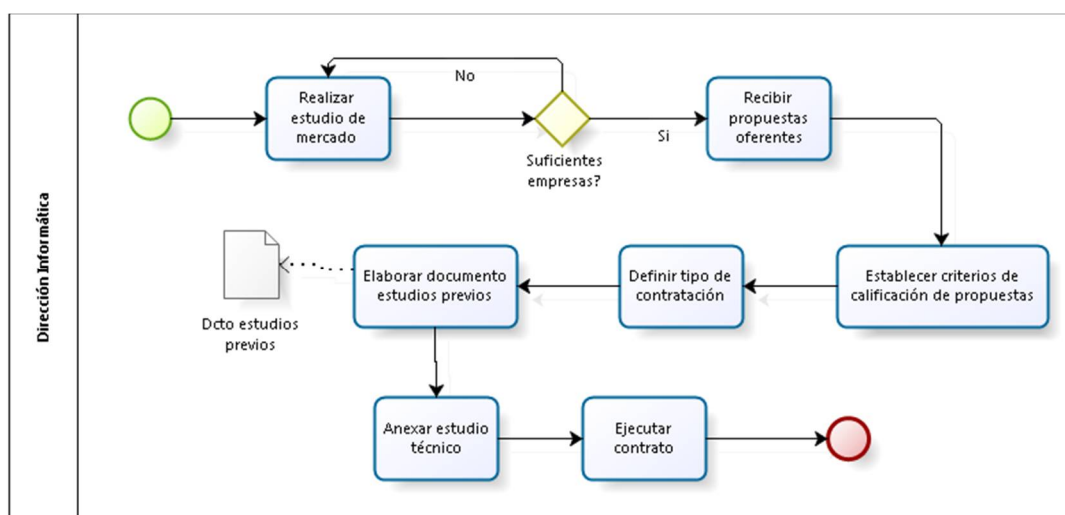 Dirección Informática
Realizar
estudio de
mercado
No
Suficientes
empresas?
Si
Recibir
propuestas
oferentes
Establecer criterios de
calificación de propuestas
Definir tipo de
contratación
Elaborar documento
estudios previos
Dcto estudios
previos
Anexar estudio
técnico
Ejecutar
contrato